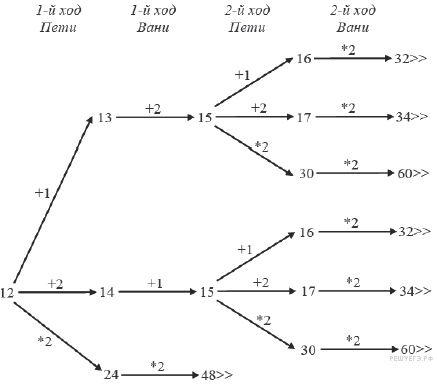 1-й ход 1-й ход 2-й ход 2-й ход
Пети Вани Пети Вани
16 *2 32>>
+1
13 +2 15 +2 17 *2 34>>
*2
30 *2 60>>
+1
16 *2 32>>
+1
12 +2 14 +1 15 +2 17 *2 34>>
*2 *2
30 *2 60>>
РЕШУЕГЭ.РФ
24 *2 48>>